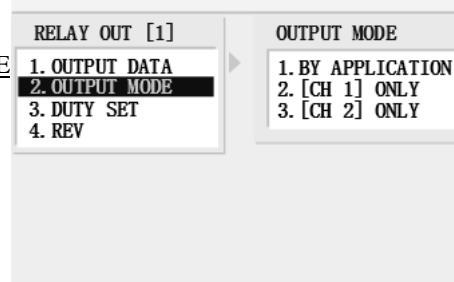 RELAY OUT [1]
E
1. OUTPUT DATA
2. OUTPUT MODE
3. DUTY SET
4. REV
OUTPUT MODE
1. BY APPLICATION
2. [CH 1] ONLY
3. [CH 2] ONLY